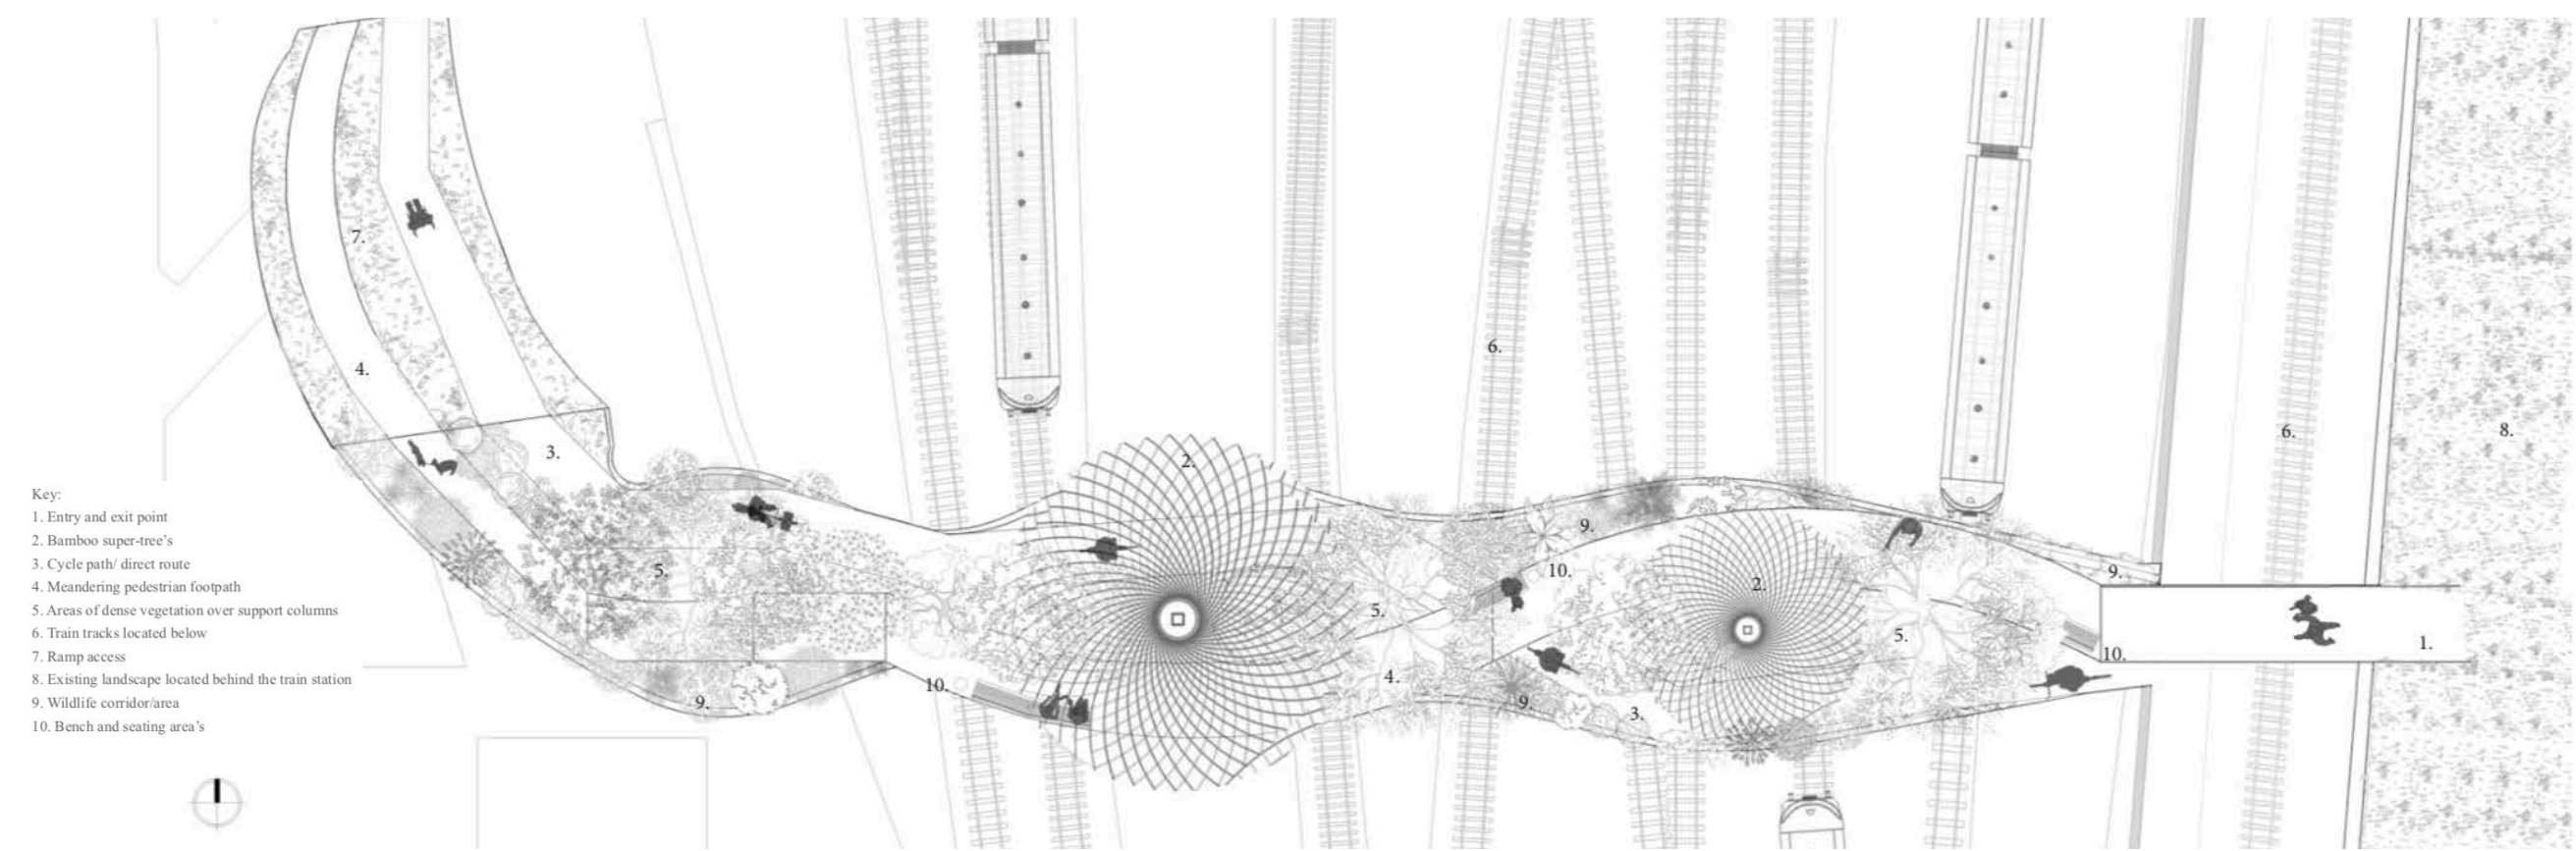 7.
6.
4.
2.
6.
8.
3.
Key:
1. Entry and exit point
2. Bamboo super-tree's
3. Cycle path/ direct route
4. Meandering pedestrian footpath
5. Areas of dense vegetation over support columns
6. Train tracks located below
7. Ramp access
8. Existing landscape located behind the train station
9. Wildlife corridor/area
10. Bench and seating area's
9.
5.
10.
2.
9.
5.
5.
1.
10.
4.
10.
9.
9.
3.